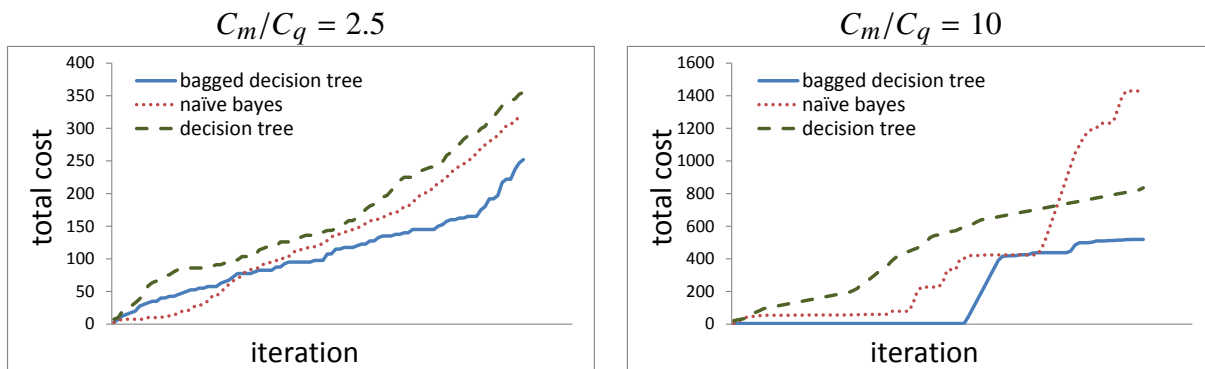 C_m/C_q = 2.5
400
350
300
250
200
150
100
50
0
total cost
bagged decision tree
naïve bayes
decision tree
iteration
C_m/C_q = 10
1600
1400
1200
1000
800
600
400
200
0
total cost
bagged decision tree
naïve bayes
decision tree
iteration